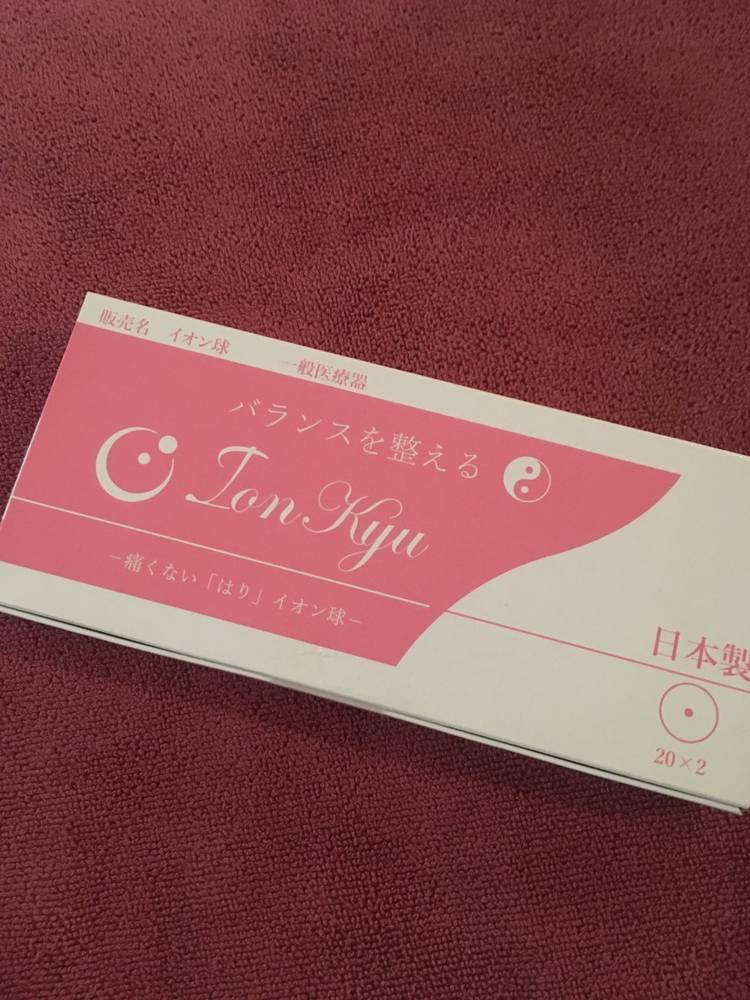 販売名 イオン球 一般医療器
バランスを整える
Ion Kyu
－痛くない「はり」イオン球－
日本製
20×2